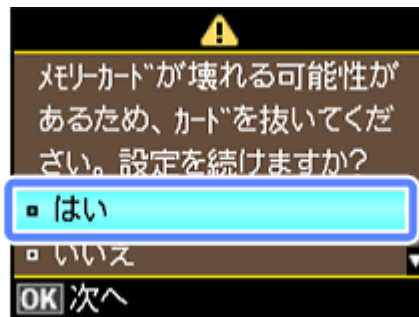 ﾒﾓﾘｰｶｰﾄﾞが壊れる可能性が
あるため、ｶｰﾄﾞを抜いてくだ
さい。設定を続けますか?
はい
いいえ
OK 次へ